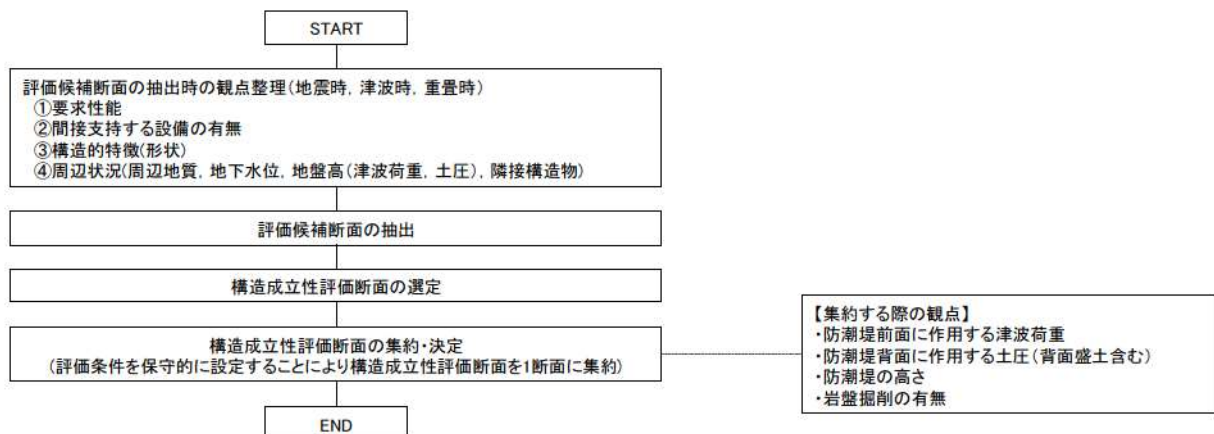 START
評価候補断面の抽出時の観点整理(地震時, 津波時, 重畳時)
①要求性能
②間接支持する設備の有無
③構造的特徴(形状)
④周辺状況(周辺地質, 地下水位, 地盤高(津波荷重, 土圧), 隣接構造物)
評価候補断面の抽出
構造成立性評価断面の選定
構造成立性評価断面の集約・決定
(評価条件を保守的に設定することにより構造成立性評価断面を1断面に集約)
【集約する際の観点】
・防潮堤前面に作用する津波荷重
・防潮堤背面に作用する土圧(背面盛土含む)
・防潮堤の高さ
・岩盤掘削の有無
END